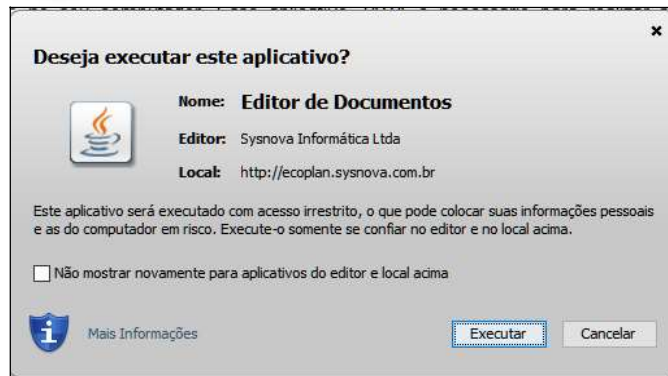 Deseja executar este aplicativo?
Nome: Editor de Documentos
Editor: Sysnova Informática Ltda
Local: http://ecoplan.sysnova.com.br
Este aplicativo será executado com acesso irrestrito, o que pode colocar suas informações pessoais
e as do computador em risco. Execute-o somente se confiar no editor e no local acima.
Não mostrar novamente para aplicativos do editor e local acima
Mais Informações
Executar Cancelar